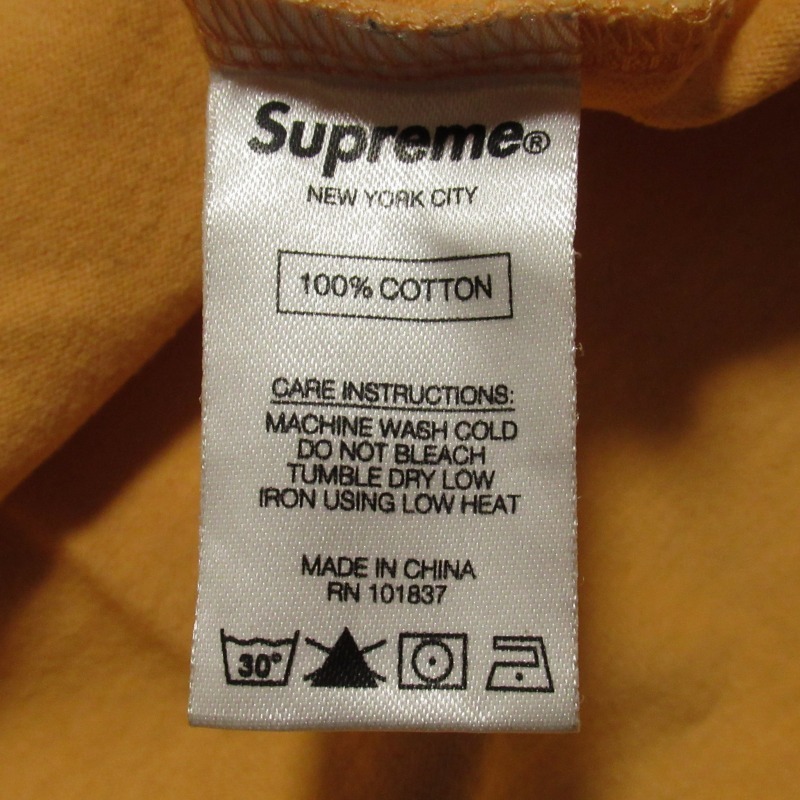 Supreme®
NEW YORK CITY
100% COTTON
CARE INSTRUCTIONS:
MACHINE WASH COLD
DO NOT BLEACH
TUMBLE DRY LOW
IRON USING LOW HEAT
MADE IN CHINA
RN 101837
30°